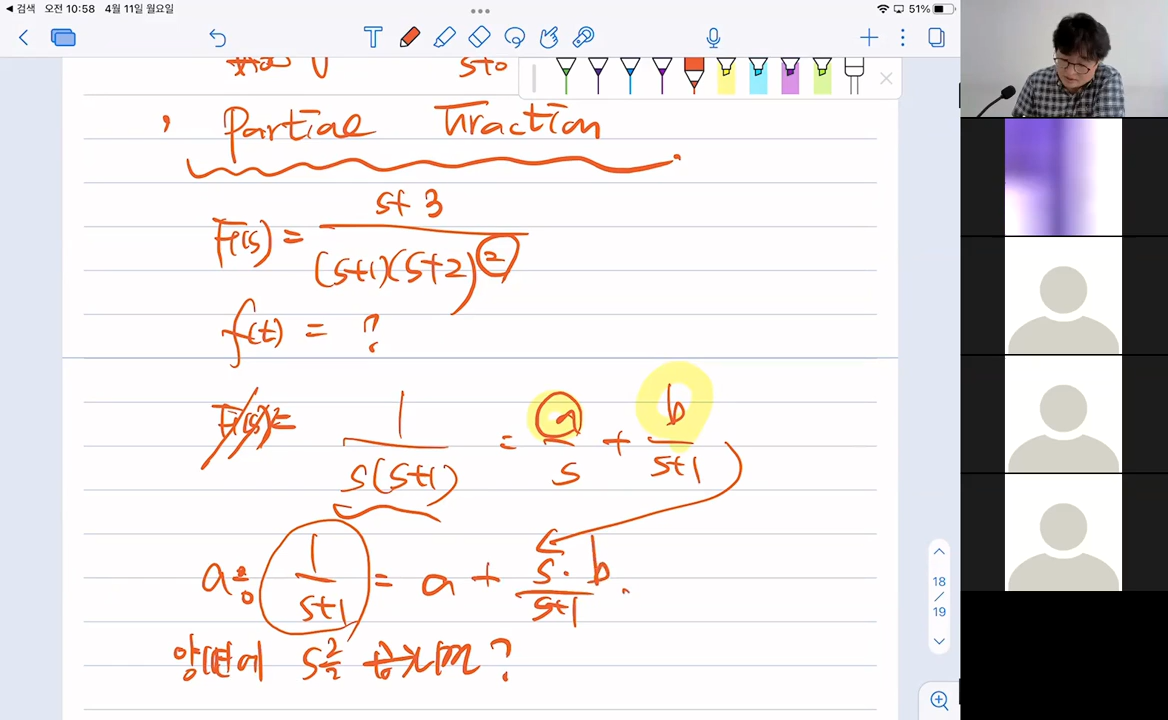 검색 오전 10:58 4월 11일 월요일 51%
s→0
Partial Fraction
F(s) = s+3 / (s+1)(s+2)²
f(t) = ?
F(s) =
1 / s(s+1) = a / s + b / s+1
a: 1 / s+1 = a + s·b / s+1 .
양변에 s를 곱하면?
18
/
19